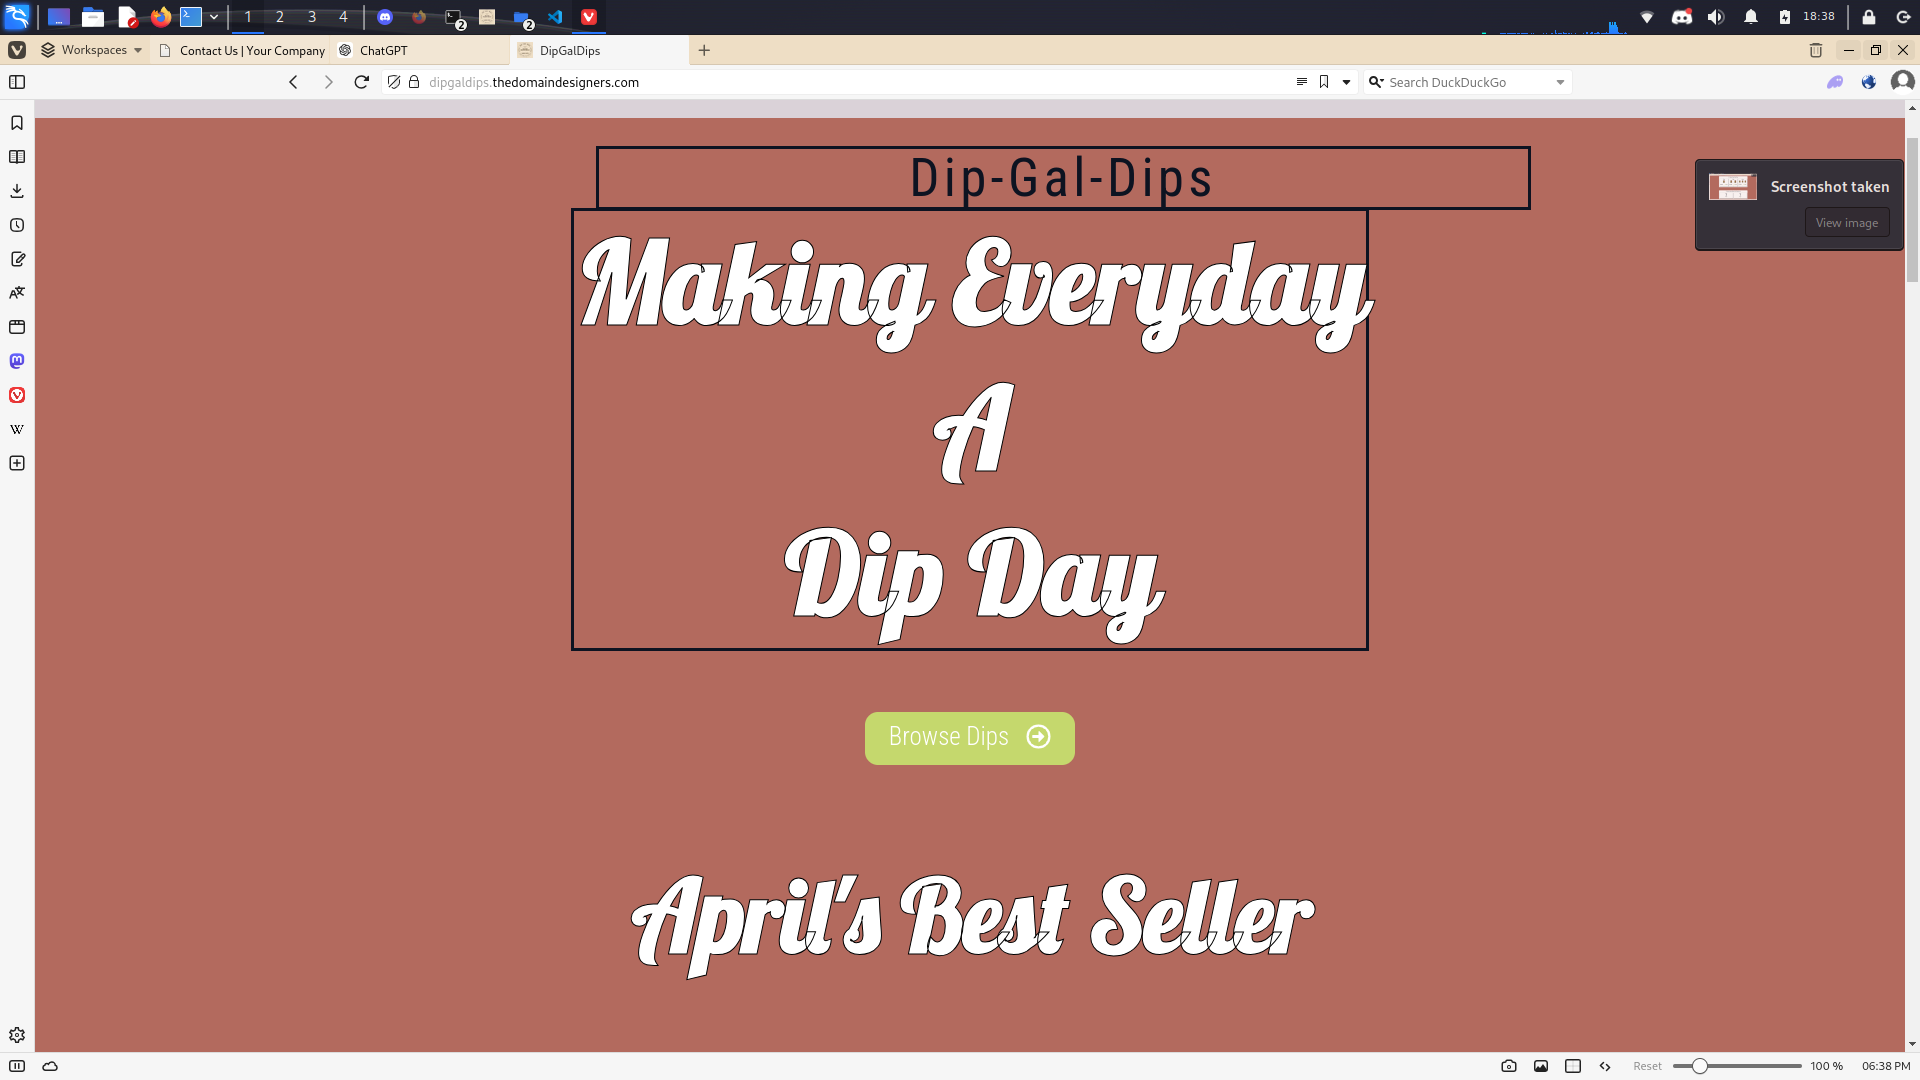 1 2 3 4 2 2 18:38
Workspaces Contact Us | Your Company ChatGPT DipGalDips
dipgaldips.thedomaindesigners.com Search DuckDuckGo
Dip-Gal-Dips
Screenshot taken
View image
Making Everyday
A
Dip Day
Browse Dips
April's Best Seller
Reset 100 % 06:38 PM